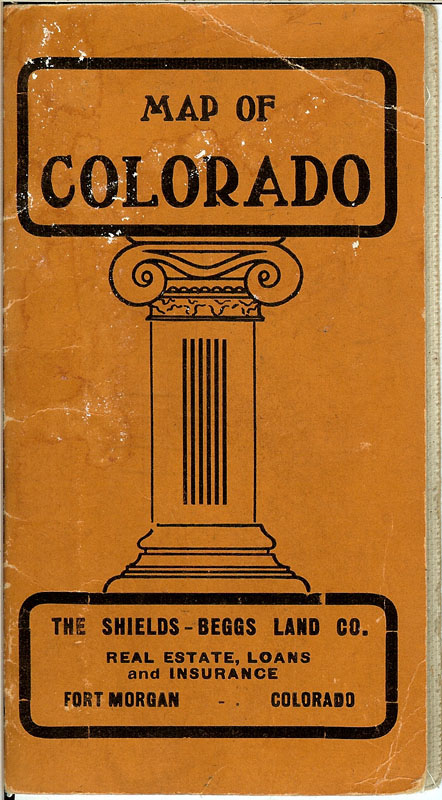 MAP OF
COLORADO
THE SHIELDS-BEGGS LAND CO.
REAL ESTATE, LOANS
and INSURANCE
FORT MORGAN - . COLORADO